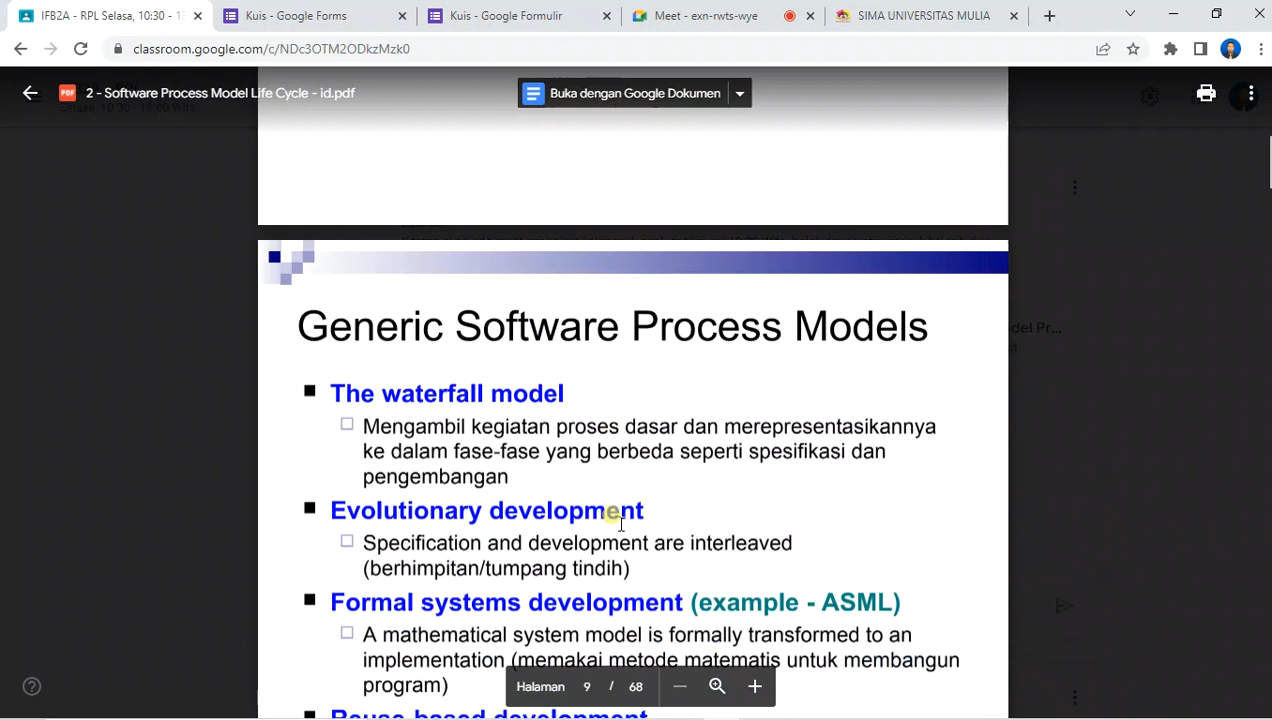 IFB2A - RPL Selasa, 10:30 - 1
Kuis - Google Forms
Kuis - Google Formulir
Meet - exn-rwts-wye
SIMA UNIVERSITAS MULIA
classroom.google.com/c/NDc3OTM2ODkzMzk0
2 - Software Process Model Life Cycle - id.pdf
Buka dengan Google Dokumen
Generic Software Process Models
The waterfall model
Mengambil kegiatan proses dasar dan merepresentasikannya
ke dalam fase-fase yang berbeda seperti spesifikasi dan
pengembangan
Evolutionary development
Specification and development are interleaved
(berhimpitan/tumpang tindih)
Formal systems development (example - ASML)
A mathematical system model is formally transformed to an
implementation (memakai metode matematis untuk membangun
program)
Reuse-based development
Halaman 9 / 68